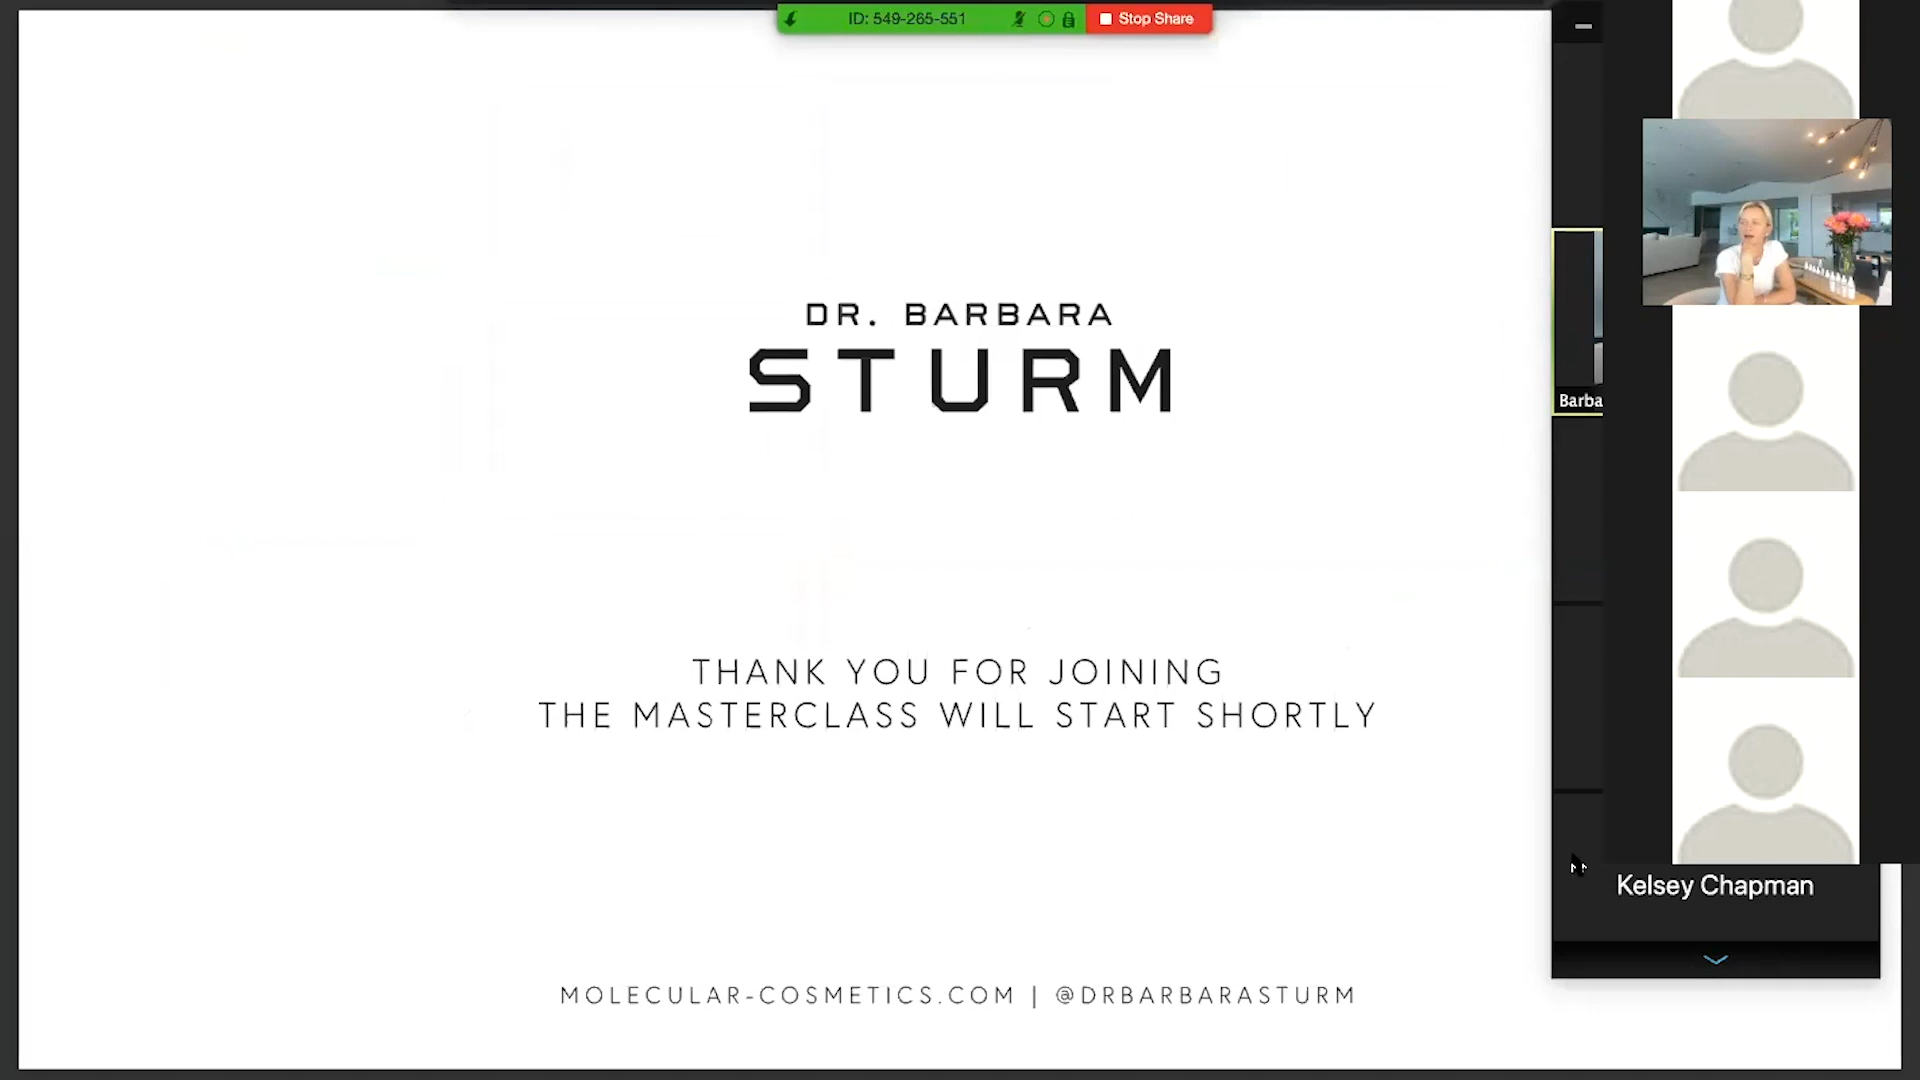 ID: 549-265-551
Stop Share
DR. BARBARA
STURM
Barba
THANK YOU FOR JOINING
THE MASTERCLASS WILL START SHORTLY
Kelsey Chapman
MOLECULAR-COSMETICS.COM | @DRBARBARASTURM